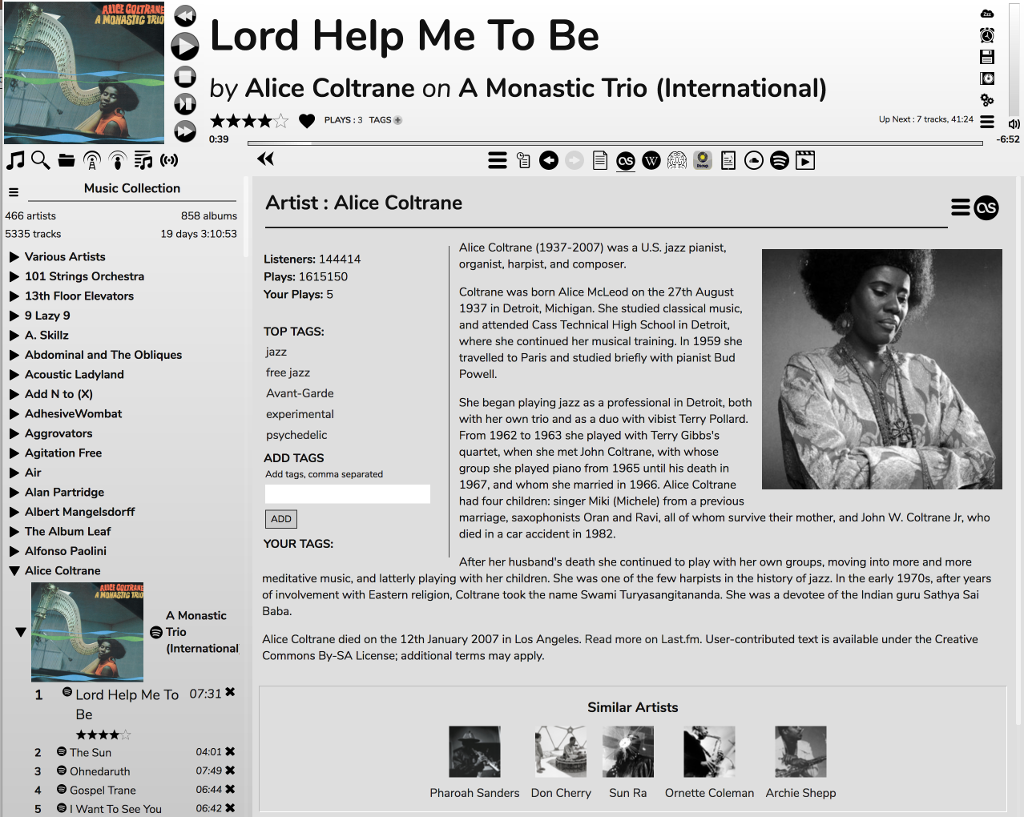 ALICE COLTRANE
A MONASTIC TRIO
Lord Help Me To Be
by Alice Coltrane on A Monastic Trio (International)
PLAYS : 3 TAGS
Up Next : 7 tracks, 41:24
0:39
-6:52
Zzz
Music Collection
466 artists 858 albums
5335 tracks 19 days 3:10:53
Various Artists
101 Strings Orchestra
13th Floor Elevators
9 Lazy 9
A. Skillz
Abdominal and The Obliques
Acoustic Ladyland
Add N to (X)
AdhesiveWombat
Aggrovators
Agitation Free
Air
Alan Partridge
Albert Mangelsdorff
The Album Leaf
Alfonso Paolini
Alice Coltrane
ALICE COLTRANE
A MONASTIC TRIO
A Monastic
Trio
(International
1 Lord Help Me To 07:31
Be
2 The Sun 04:01
3 Ohnedaruth 07:49
4 Gospel Trane 06:44
5 I Want To See You 06:42
Artist : Alice Coltrane
Listeners: 144414
Plays: 1615150
Your Plays: 5
TOP TAGS:
jazz
free jazz
Avant-Garde
experimental
psychedelic
ADD TAGS
Add tags, comma separated
ADD
YOUR TAGS:
Alice Coltrane (1937-2007) was a U.S. jazz pianist,
organist, harpist, and composer.
Coltrane was born Alice McLeod on the 27th August
1937 in Detroit, Michigan. She studied classical music,
and attended Cass Technical High School in Detroit,
where she continued her musical training. In 1959 she
travelled to Paris and studied briefly with pianist Bud
Powell.
She began playing jazz as a professional in Detroit, both
with her own trio and as a duo with vibist Terry Pollard.
From 1962 to 1963 she played with Terry Gibbs's
quartet, when she met John Coltrane, with whose
group she played piano from 1965 until his death in
1967, and whom she married in 1966. Alice Coltrane
had four children: singer Miki (Michele) from a previous
marriage, saxophonists Oran and Ravi, all of whom survive their mother, and John W. Coltrane Jr, who
died in a car accident in 1982.
After her husband's death she continued to play with her own groups, moving into more and more
meditative music, and latterly playing with her children. She was one of the few harpists in the history of jazz. In the early 1970s, after years
of involvement with Eastern religion, Coltrane took the name Swami Turyasangitananda. She was a devotee of the Indian guru Sathya Sai
Baba.
Alice Coltrane died on the 12th January 2007 in Los Angeles. Read more on Last.fm. User-contributed text is available under the Creative
Commons By-SA License; additional terms may apply.
Similar Artists
Pharoah Sanders Don Cherry Sun Ra Ornette Coleman Archie Shepp